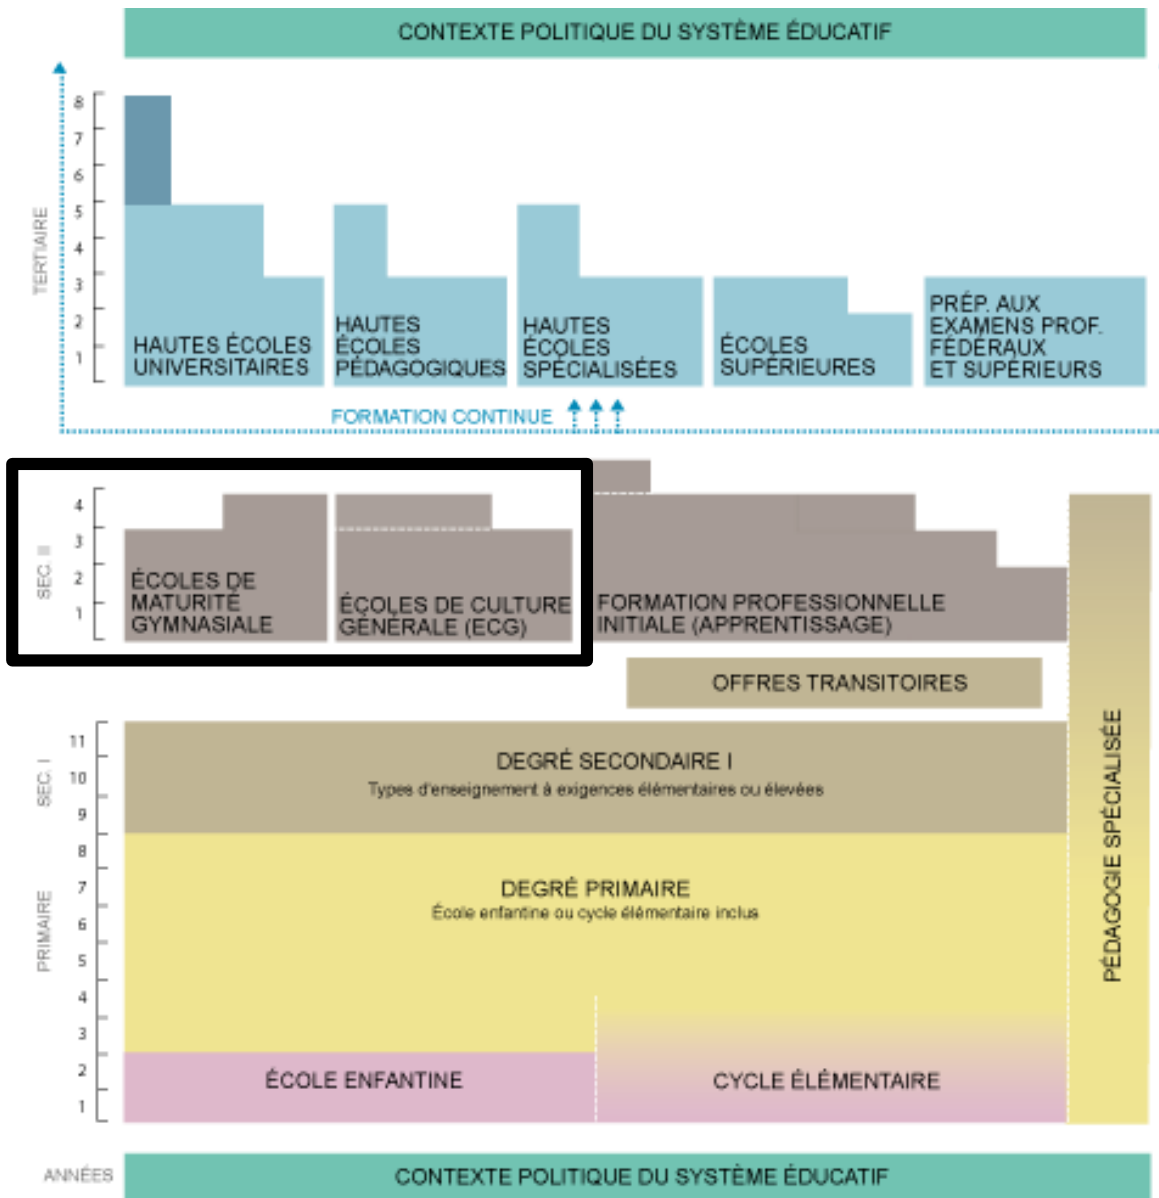 CONTEXTE POLITIQUE DU SYSTÈME ÉDUCATIF
TERTIAIRE
8
7
6
5
4
3
2
1
HAUTES ÉCOLES
UNIVERSITAIRES
HAUTES
ÉCOLES
PÉDAGOGIQUES
HAUTES
ÉCOLES
SPÉCIALISÉES
ÉCOLES
SUPÉRIEURES
PRÉP. AUX
EXAMENS PROF.
FÉDÉRAUX
ET SUPÉRIEURS
FORMATION CONTINUE
SEC. II
4
3
2
1
ÉCOLES DE
MATURITÉ
GYMNASIALE
ÉCOLES DE CULTURE
GÉNÉRALE (ECG)
FORMATION PROFESSIONNELLE
INITIALE (APPRENTISSAGE)
OFFRES TRANSITOIRES
SEC. I
11
10
9
DEGRÉ SECONDAIRE I
Types d'enseignement à exigences élémentaires ou élevées
PRIMAIRE
8
7
6
5
4
3
2
1
DEGRÉ PRIMAIRE
École enfantine ou cycle élémentaire inclus
ÉCOLE ENFANTINE
CYCLE ÉLÉMENTAIRE
PÉDAGOGIE SPÉCIALISÉE
ANNÉES
CONTEXTE POLITIQUE DU SYSTÈME ÉDUCATIF